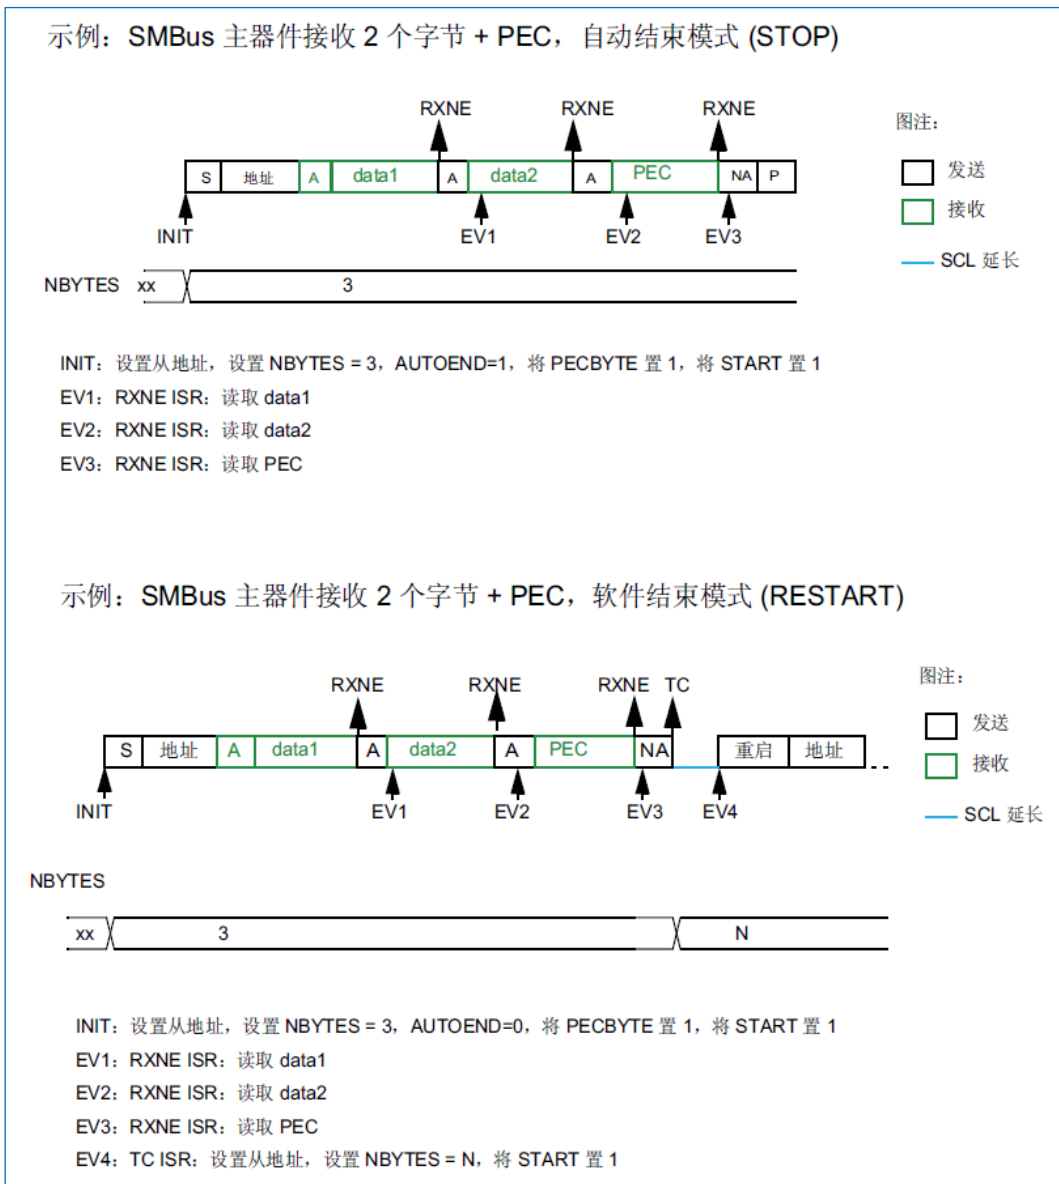 示例：SMBus 主器件接收 2 个字节 + PEC，自动结束模式 (STOP)
RXNE RXNE RXNE
图注：
S 地址 A data1 A data2 A PEC NA P
发送
接收
INIT EV1 EV2 EV3
SCL 延长
NBYTES xx 3
INIT：设置从地址，设置 NBYTES = 3，AUTOEND=1，将 PECBYTE 置 1，将 START 置 1
EV1：RXNE ISR：读取 data1
EV2：RXNE ISR：读取 data2
EV3：RXNE ISR：读取 PEC
示例：SMBus 主器件接收 2 个字节 + PEC，软件结束模式 (RESTART)
RXNE RXNE RXNE TC
图注：
S 地址 A data1 A data2 A PEC NA 重启 地址
发送
接收
INIT EV1 EV2 EV3 EV4
SCL 延长
NBYTES
xx 3 N
INIT：设置从地址，设置 NBYTES = 3，AUTOEND=0，将 PECBYTE 置 1，将 START 置 1
EV1：RXNE ISR：读取 data1
EV2：RXNE ISR：读取 data2
EV3：RXNE ISR：读取 PEC
EV4：TC ISR：设置从地址，设置 NBYTES = N，将 START 置 1